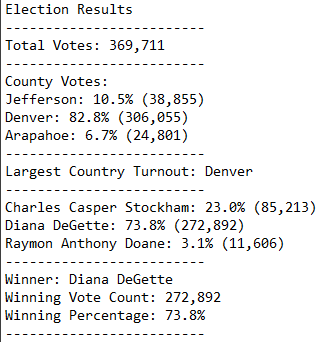 Election Results
-------------------------
Total Votes: 369,711
-------------------------
County Votes:
Jefferson: 10.5% (38,855)
Denver: 82.8% (306,055)
Arapahoe: 6.7% (24,801)
-------------------------
Largest Country Turnout: Denver
-------------------------
Charles Casper Stockham: 23.0% (85,213)
Diana DeGette: 73.8% (272,892)
Raymon Anthony Doane: 3.1% (11,606)
-------------------------
Winner: Diana DeGette
Winning Vote Count: 272,892
Winning Percentage: 73.8%
-------------------------